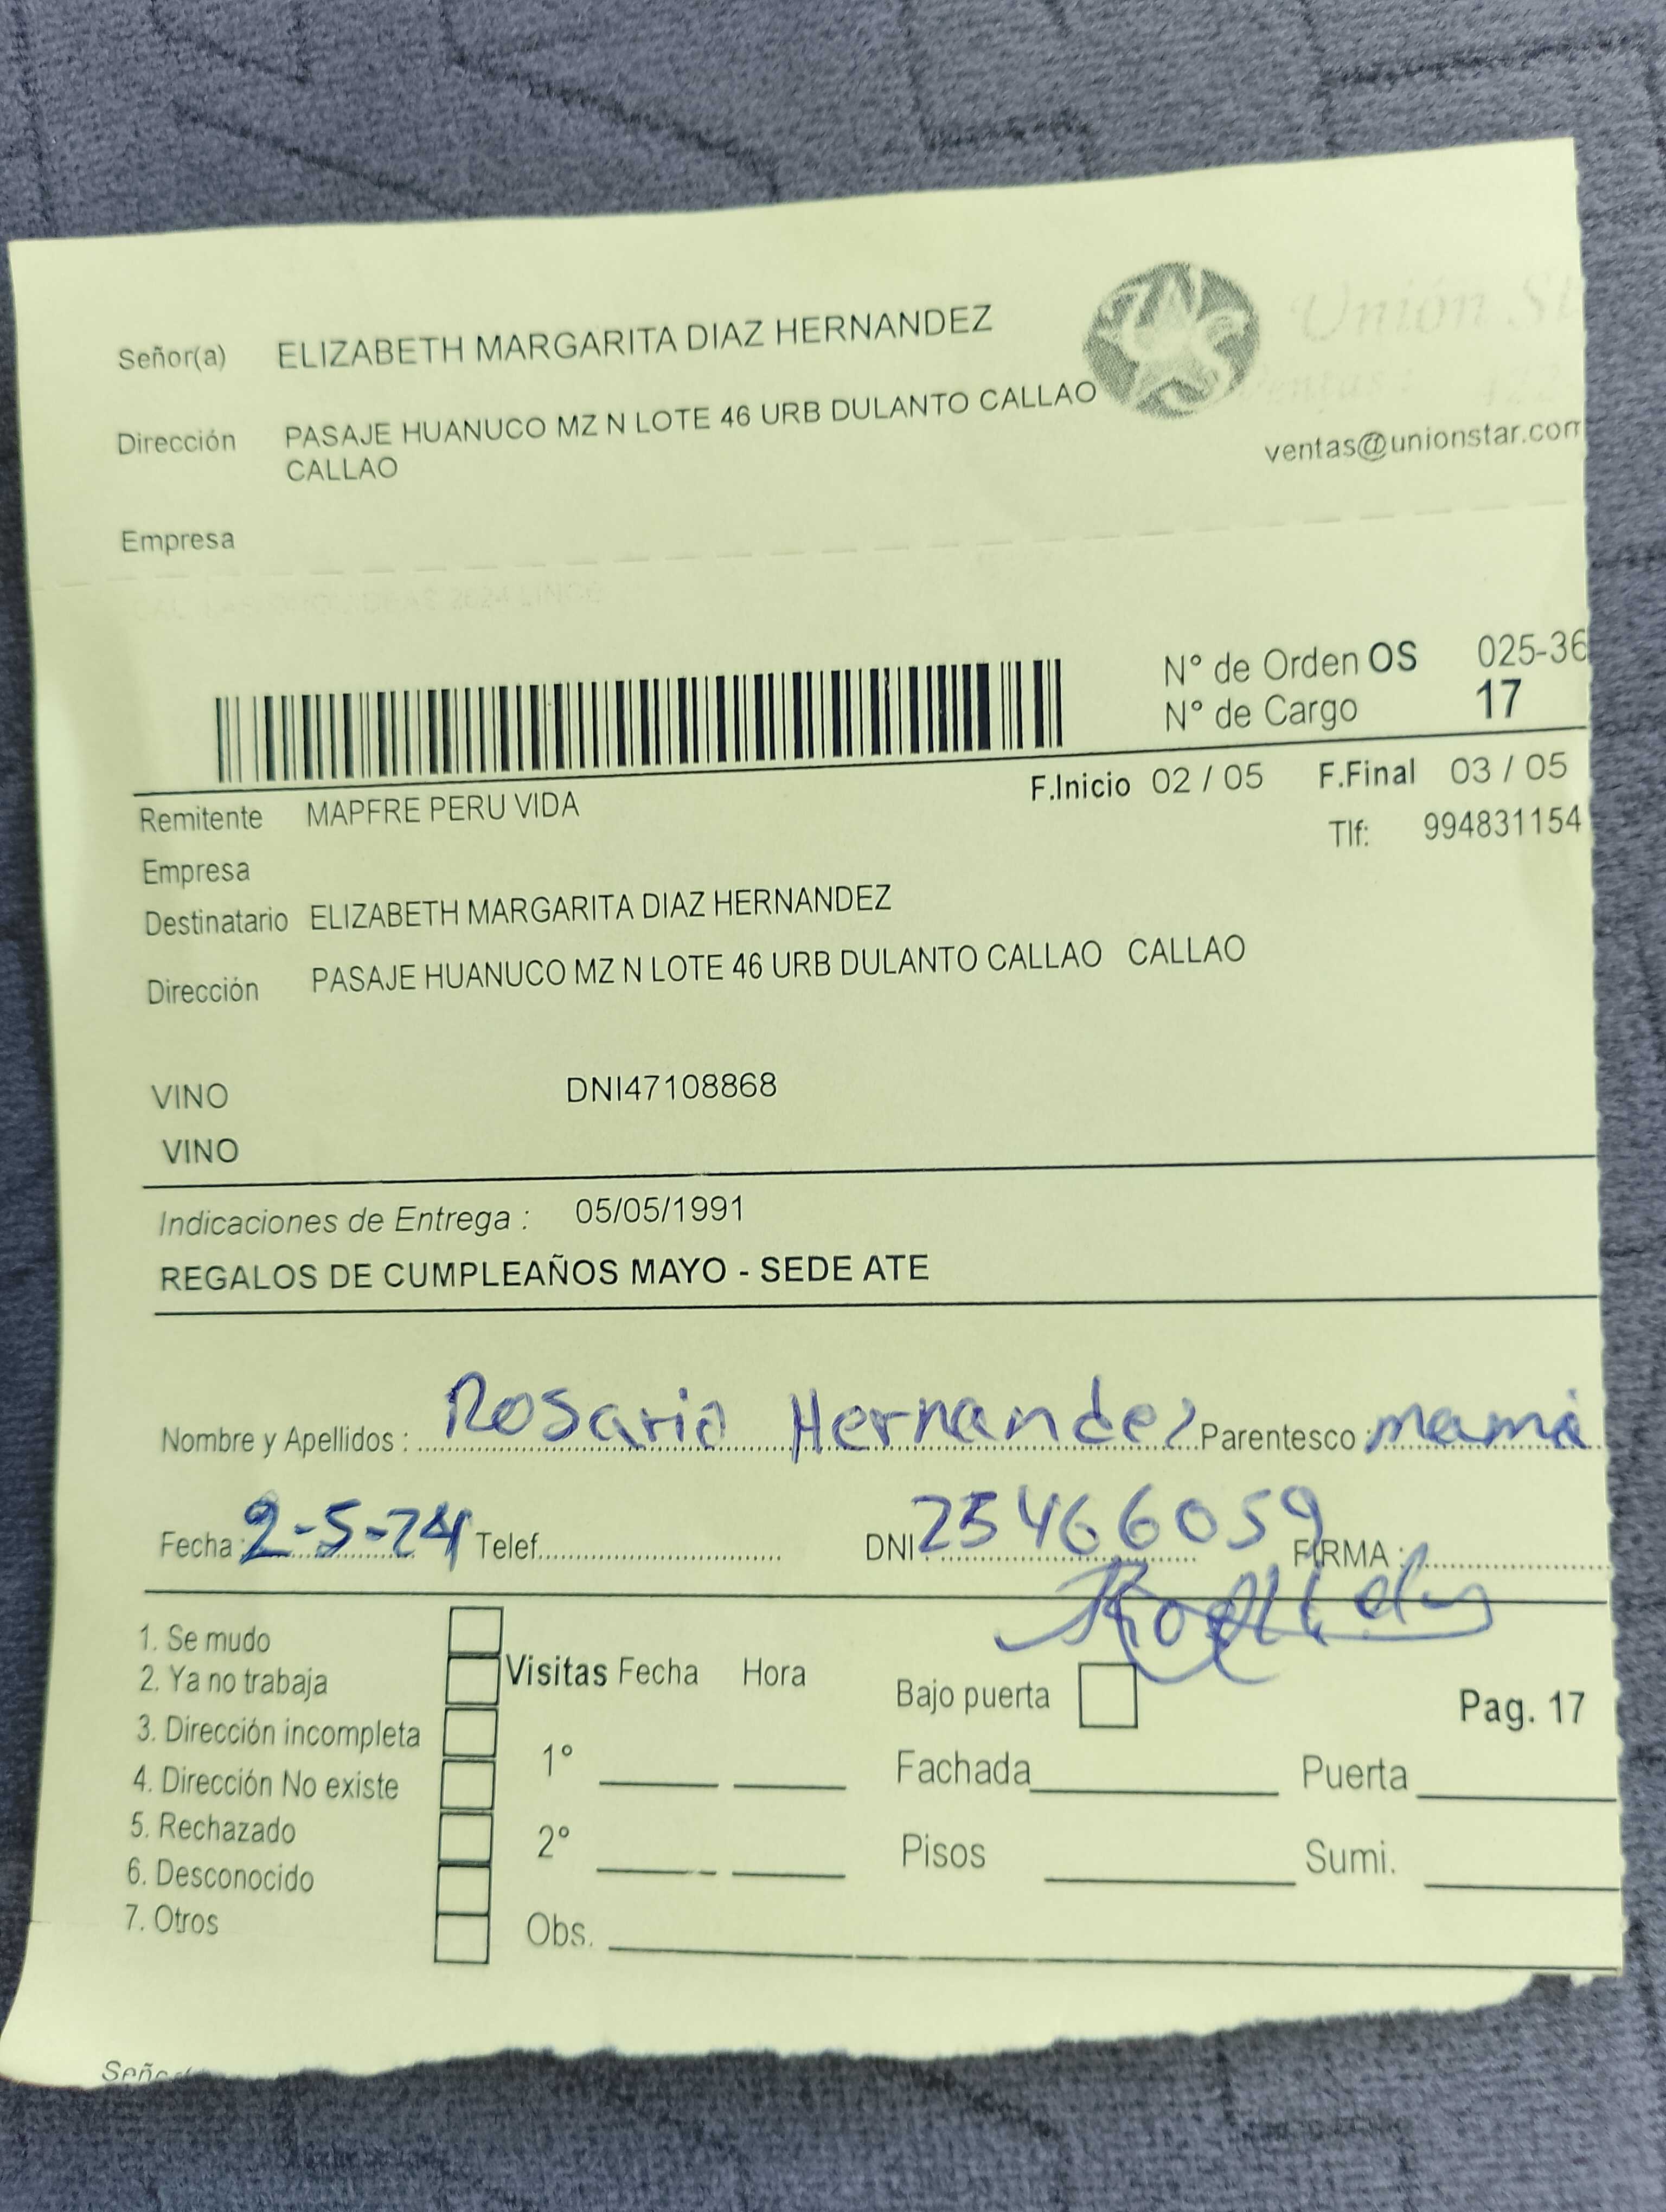 Señor(a) ELIZABETH MARGARITA DIAZ HERNANDEZ
Unión
Dirección PASAJE HUANUCO MZ N LOTE 46 URB DULANTO CALLAO
CALLAO
ventas@unionstar.com
Empresa
N° de Orden OS 025-36
N° de Cargo 17
F.Inicio 02 / 05 F.Final 03 / 05
Remitente MAPFRE PERU VIDA
Tlf: 994831154
Empresa
Destinatario ELIZABETH MARGARITA DIAZ HERNANDEZ
Dirección PASAJE HUANUCO MZ N LOTE 46 URB DULANTO CALLAO CALLAO
VINO DNI47108868
VINO
Indicaciones de Entrega : 05/05/1991
REGALOS DE CUMPLEAÑOS MAYO - SEDE ATE
Nombre y Apellidos : Rosario Hernandez Parentesco : mamá
Fecha : 2-5-24 Telef. DNI 25466059 FIRMA :
1. Se mudo
2. Ya no trabaja
3. Dirección incompleta
4. Dirección No existe
5. Rechazado
6. Desconocido
7. Otros
Visitas Fecha Hora
1°
2°
Obs.
Bajo puerta
Pag. 17
Fachada Puerta
Pisos Sumi.